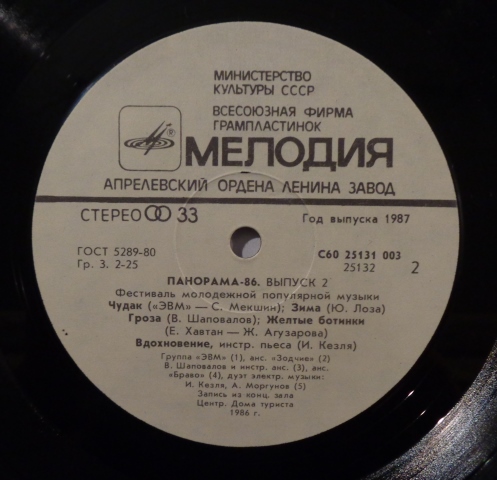 МИНИСТЕРСТВО
КУЛЬТУРЫ СССР
ВСЕСОЮЗНАЯ ФИРМА
ГРАМПЛАСТИНОК
МЕЛОДИЯ
АПРЕЛЕВСКИЙ ОРДЕНА ЛЕНИНА ЗАВОД
СТЕРЕО 33
Год выпуска 1987
ГОСТ 5289-80
Гр. 3. 2-25
С60 25131 003
25132 2
ПАНОРАМА-86. ВЫПУСК 2
Фестиваль молодежной популярной музыки
Чудак («ЭВМ» — С. Мекшин); Зима (Ю. Лоза)
Гроза (В. Шаповалов); Желтые ботинки
(Е. Хавтан — Ж. Агузарова)
Вдохновение, инстр. пьеса (И. Кезля)
Группа «ЭВМ» (1), анс. «Зодчие» (2)
В. Шаповалов и инстр. анс. (3), анс.
«Браво» (4), дуэт электр. музыки:
И. Кезля, А. Моргунов (5)
Запись из конц. зала
Центр. Дома туриста
1986 г.